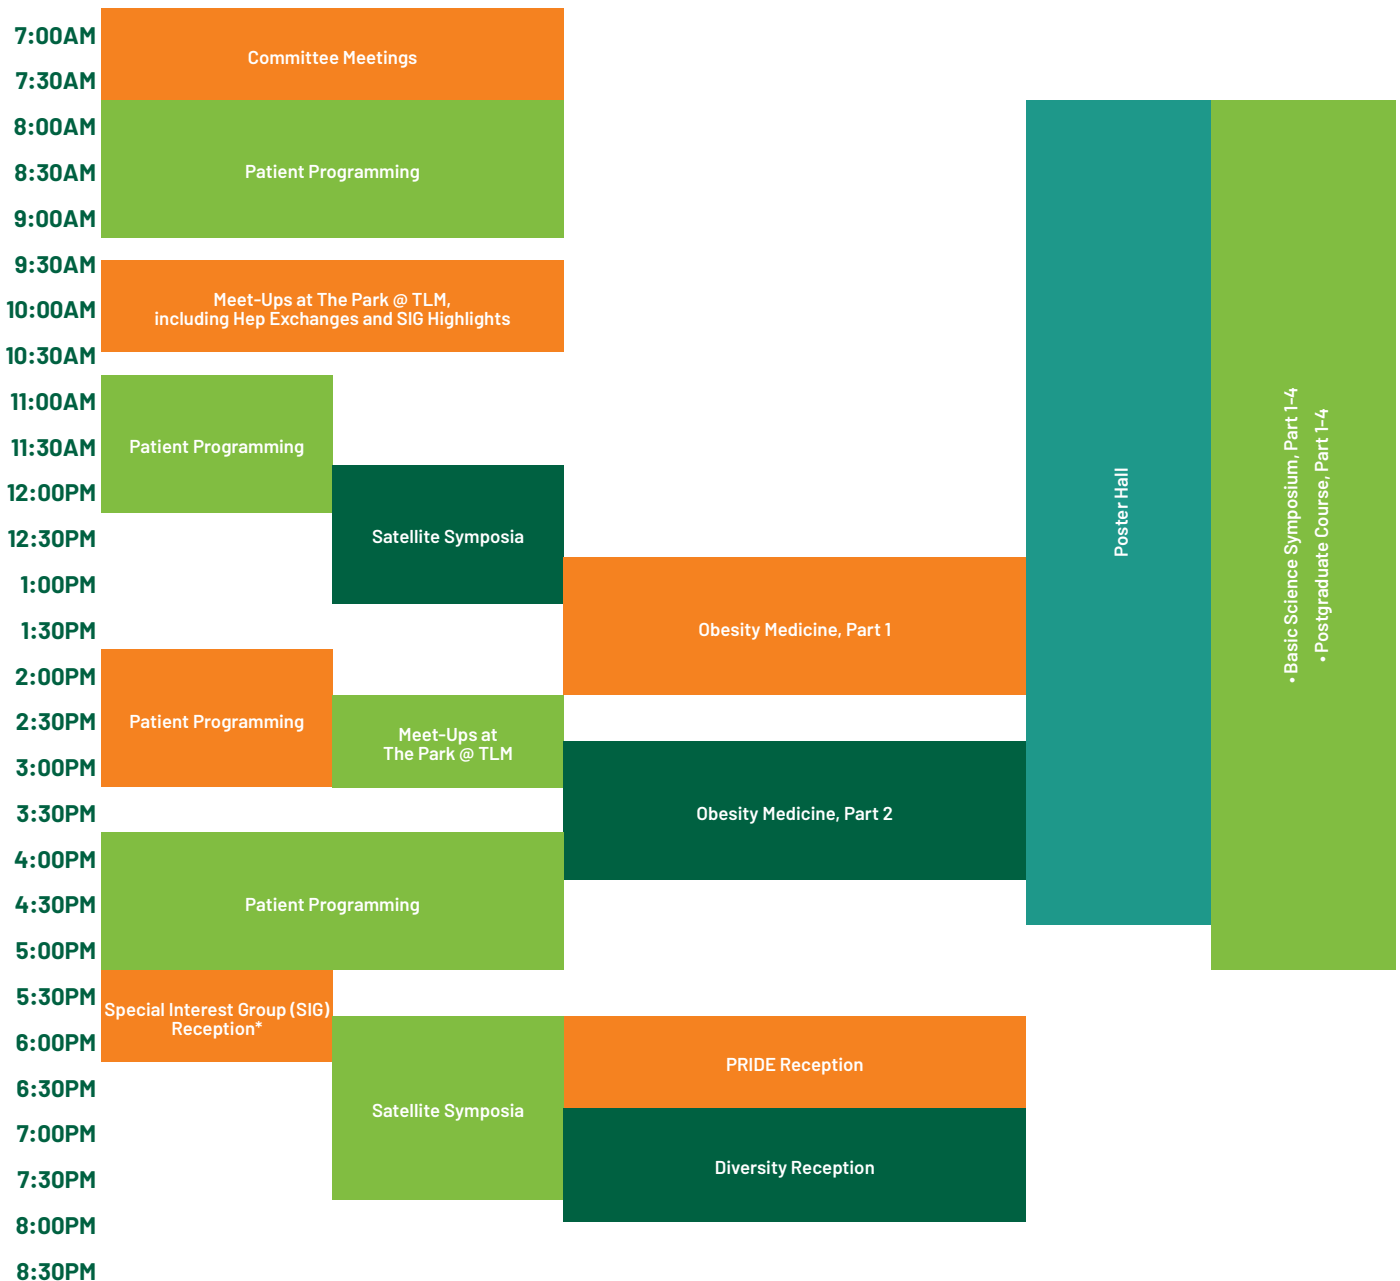 7:00AM
7:30AM
8:00AM
8:30AM
9:00AM
9:30AM
10:00AM
10:30AM
11:00AM
11:30AM
12:00PM
12:30PM
1:00PM
1:30PM
2:00PM
2:30PM
3:00PM
3:30PM
4:00PM
4:30PM
5:00PM
5:30PM
6:00PM
6:30PM
7:00PM
7:30PM
8:00PM
8:30PM
Committee Meetings
Patient Programming
Meet-Ups at The Park @ TLM,
including Hep Exchanges and SIG Highlights
Patient Programming
Satellite Symposia
Obesity Medicine, Part 1
Patient Programming
Meet-Ups at
The Park @ TLM
Obesity Medicine, Part 2
Patient Programming
Special Interest Group (SIG)
Reception*
Satellite Symposia
PRIDE Reception
Diversity Reception
Poster Hall
• Basic Science Symposium, Part 1-4
• Postgraduate Course, Part 1-4